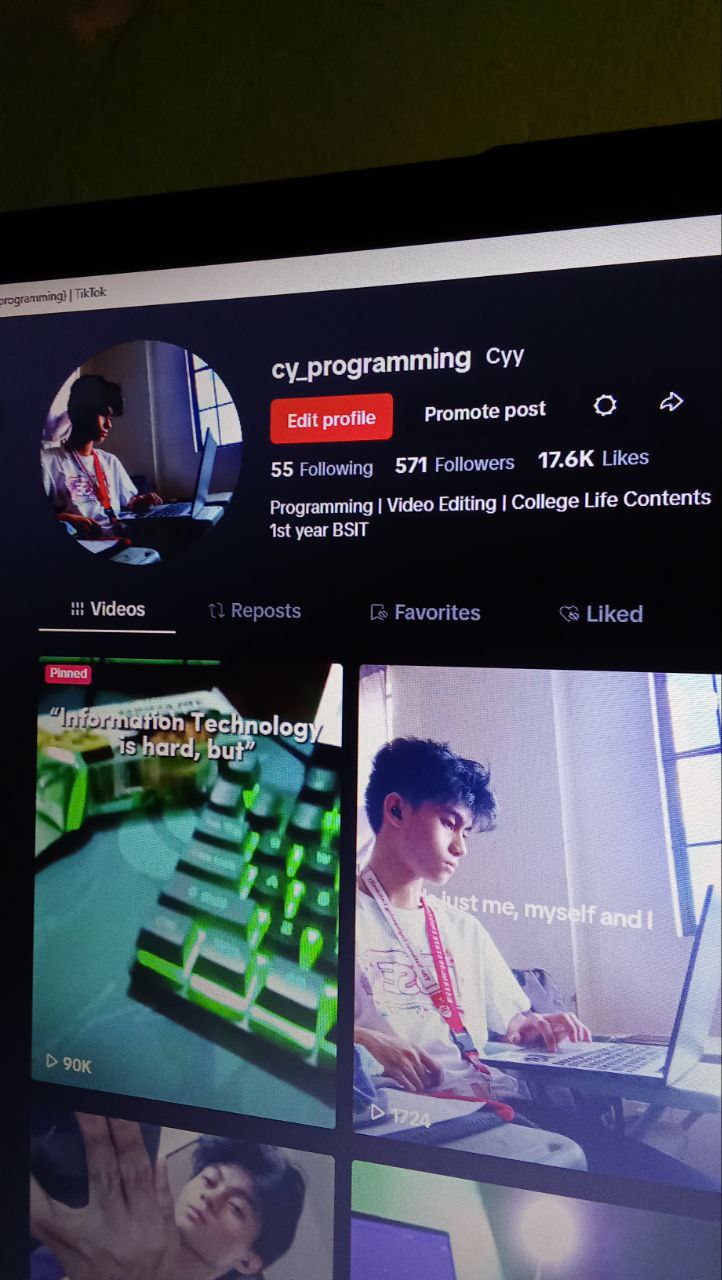 programming) | TikTok
cy_programming Cyy
Edit profile
Promote post
55 Following 571 Followers 17.6K Likes
Programming | Video Editing | College Life Contents
1st year BSIT
Videos
Reposts
Favorites
Liked
Pinned
“Information Technology
is hard, but”
just me, myself and I
90K
1724